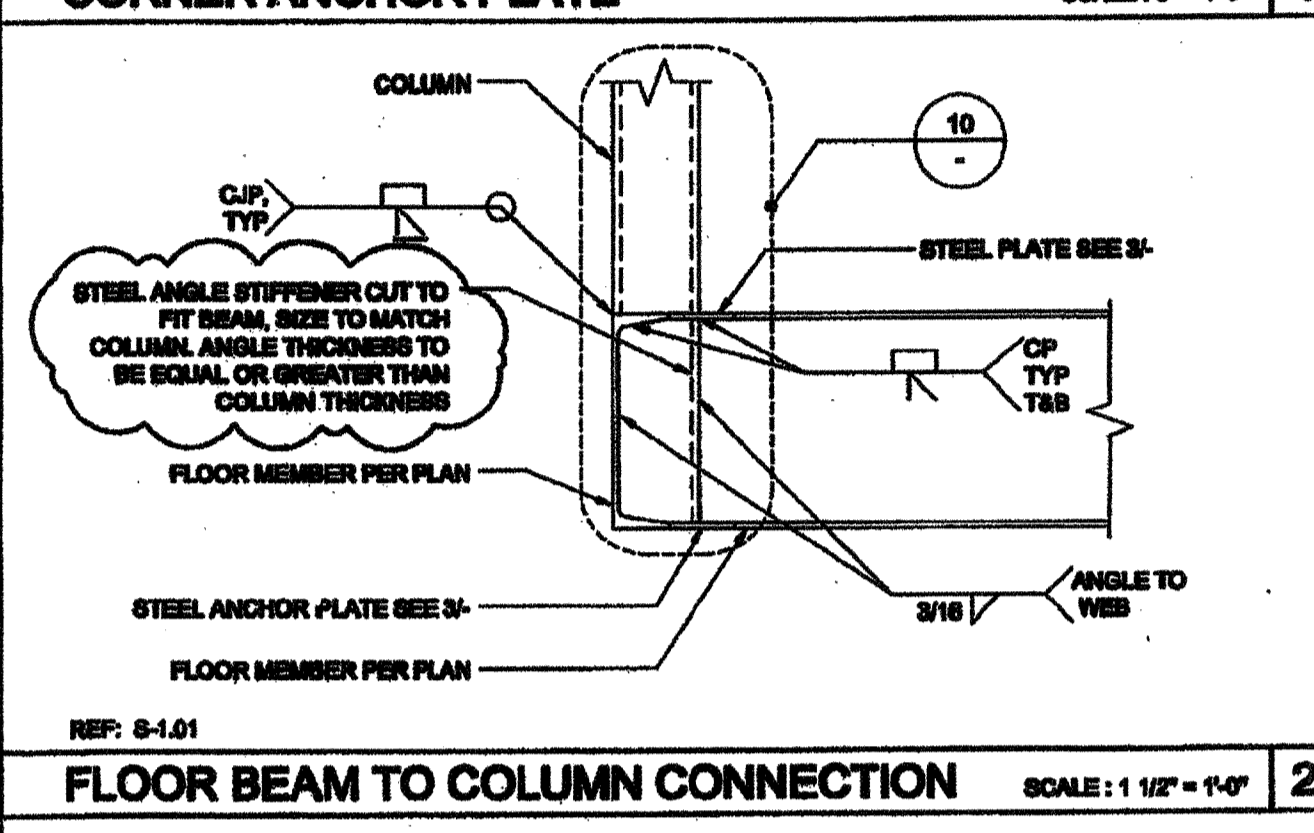 CORNER ANCHOR PLATE
COLUMN
10
-
CJP,
TYP
STEEL PLATE SEE 3/-
STEEL ANGLE STIFFENER CUT TO
FIT BEAM, SIZE TO MATCH
COLUMN. ANGLE THICKNESS TO
BE EQUAL OR GREATER THAN
COLUMN THICKNESS
CP
TYP
T&B
FLOOR MEMBER PER PLAN
ANGLE TO
WEB
3/16
STEEL ANCHOR PLATE SEE 3/-
FLOOR MEMBER PER PLAN
REF: S-1.01
FLOOR BEAM TO COLUMN CONNECTION
SCALE : 1 1/2" = 1'-0"
2